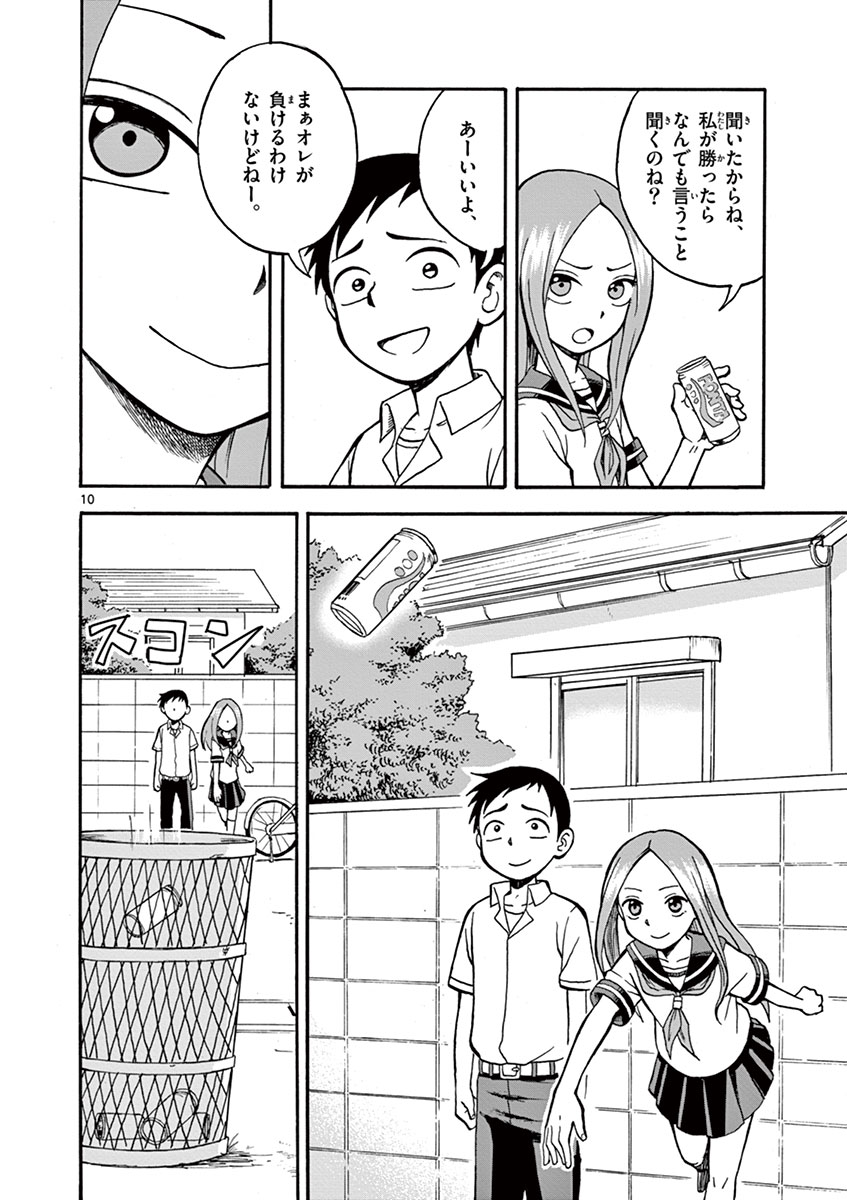 聞いたからね、
私が勝ったら
なんでも言うこと
聞くのね?
FONTA
あーいいよ、
まぁオレが
負けるわけ
ないけどねー。
10
スコン